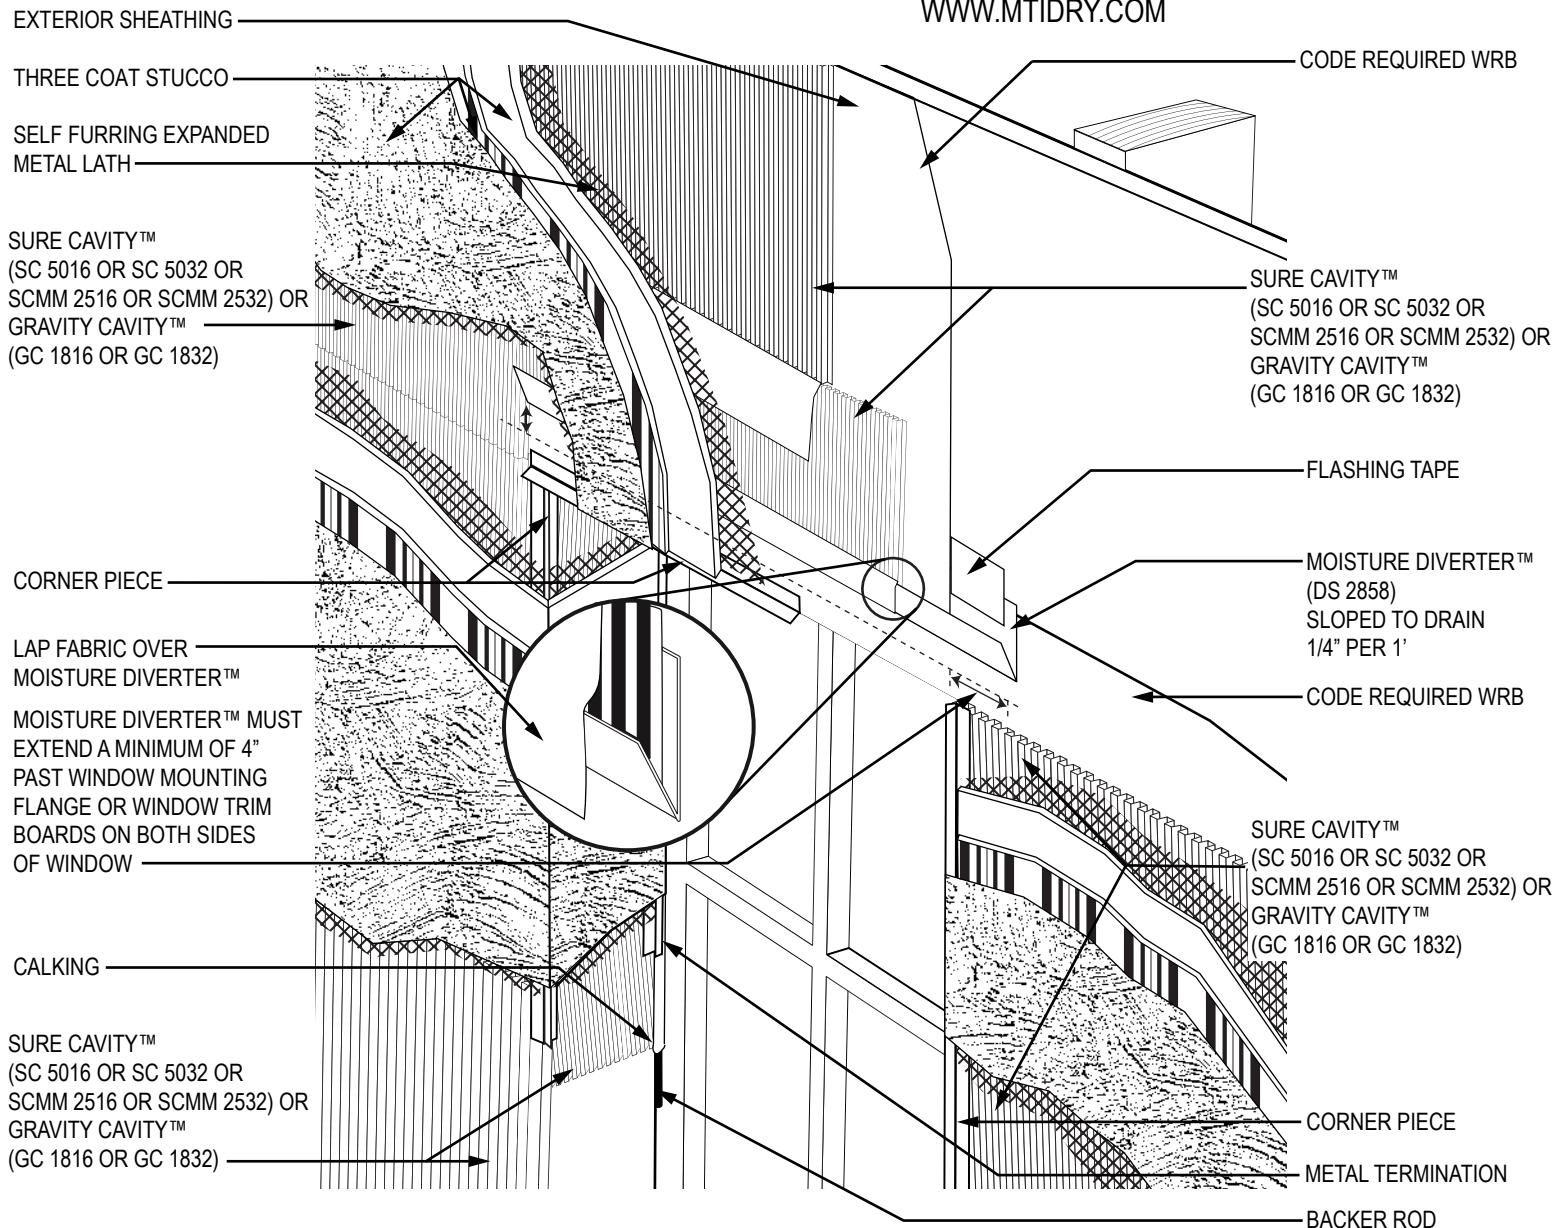 WWW.MTIDRY.COM
EXTERIOR SHEATHING
THREE COAT STUCCO
SELF FURRING EXPANDED
METAL LATH
SURE CAVITY™
(SC 5016 OR SC 5032 OR
SCMM 2516 OR SCMM 2532) OR
GRAVITY CAVITY™
(GC 1816 OR GC 1832)
CORNER PIECE
LAP FABRIC OVER
MOISTURE DIVERTER™
MOISTURE DIVERTER™ MUST
EXTEND A MINIMUM OF 4”
PAST WINDOW MOUNTING
FLANGE OR WINDOW TRIM
BOARDS ON BOTH SIDES
OF WINDOW
CALKING
SURE CAVITY™
(SC 5016 OR SC 5032 OR
SCMM 2516 OR SCMM 2532) OR
GRAVITY CAVITY™
(GC 1816 OR GC 1832)
CODE REQUIRED WRB
SURE CAVITY™
(SC 5016 OR SC 5032 OR
SCMM 2516 OR SCMM 2532) OR
GRAVITY CAVITY™
(GC 1816 OR GC 1832)
FLASHING TAPE
MOISTURE DIVERTER™
(DS 2858)
SLOPED TO DRAIN
1/4” PER 1’
CODE REQUIRED WRB
SURE CAVITY™
(SC 5016 OR SC 5032 OR
SCMM 2516 OR SCMM 2532) OR
GRAVITY CAVITY™
(GC 1816 OR GC 1832)
CORNER PIECE
METAL TERMINATION
BACKER ROD